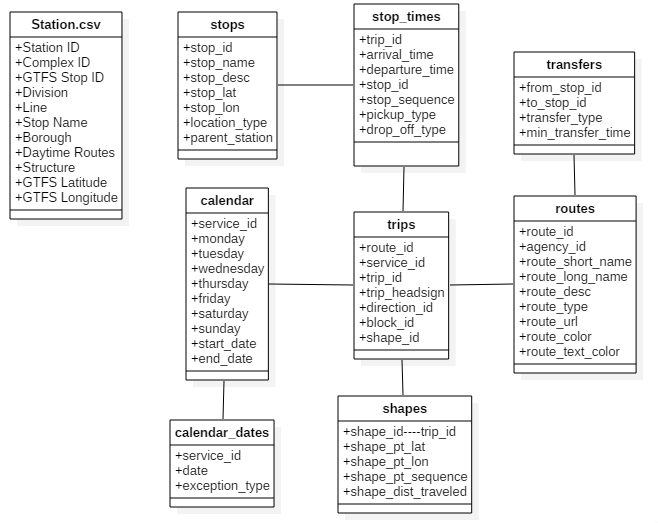 Station.csv
+Station ID
+Complex ID
+GTFS Stop ID
+Division
+Line
+Stop Name
+Borough
+Daytime Routes
+Structure
+GTFS Latitude
+GTFS Longitude
stops
+stop_id
+stop_name
+stop_desc
+stop_lat
+stop_lon
+location_type
+parent_station
stop_times
+trip_id
+arrival_time
+departure_time
+stop_id
+stop_sequence
+pickup_type
+drop_off_type
transfers
+from_stop_id
+to_stop_id
+transfer_type
+min_transfer_time
calendar
+service_id
+monday
+tuesday
+wednesday
+thursday
+friday
+saturday
+sunday
+start_date
+end_date
trips
+route_id
+service_id
+trip_id
+trip_headsign
+direction_id
+block_id
+shape_id
routes
+route_id
+agency_id
+route_short_name
+route_long_name
+route_desc
+route_type
+route_url
+route_color
+route_text_color
calendar_dates
+service_id
+date
+exception_type
shapes
+shape_id----trip_id
+shape_pt_lat
+shape_pt_lon
+shape_pt_sequence
+shape_dist_traveled